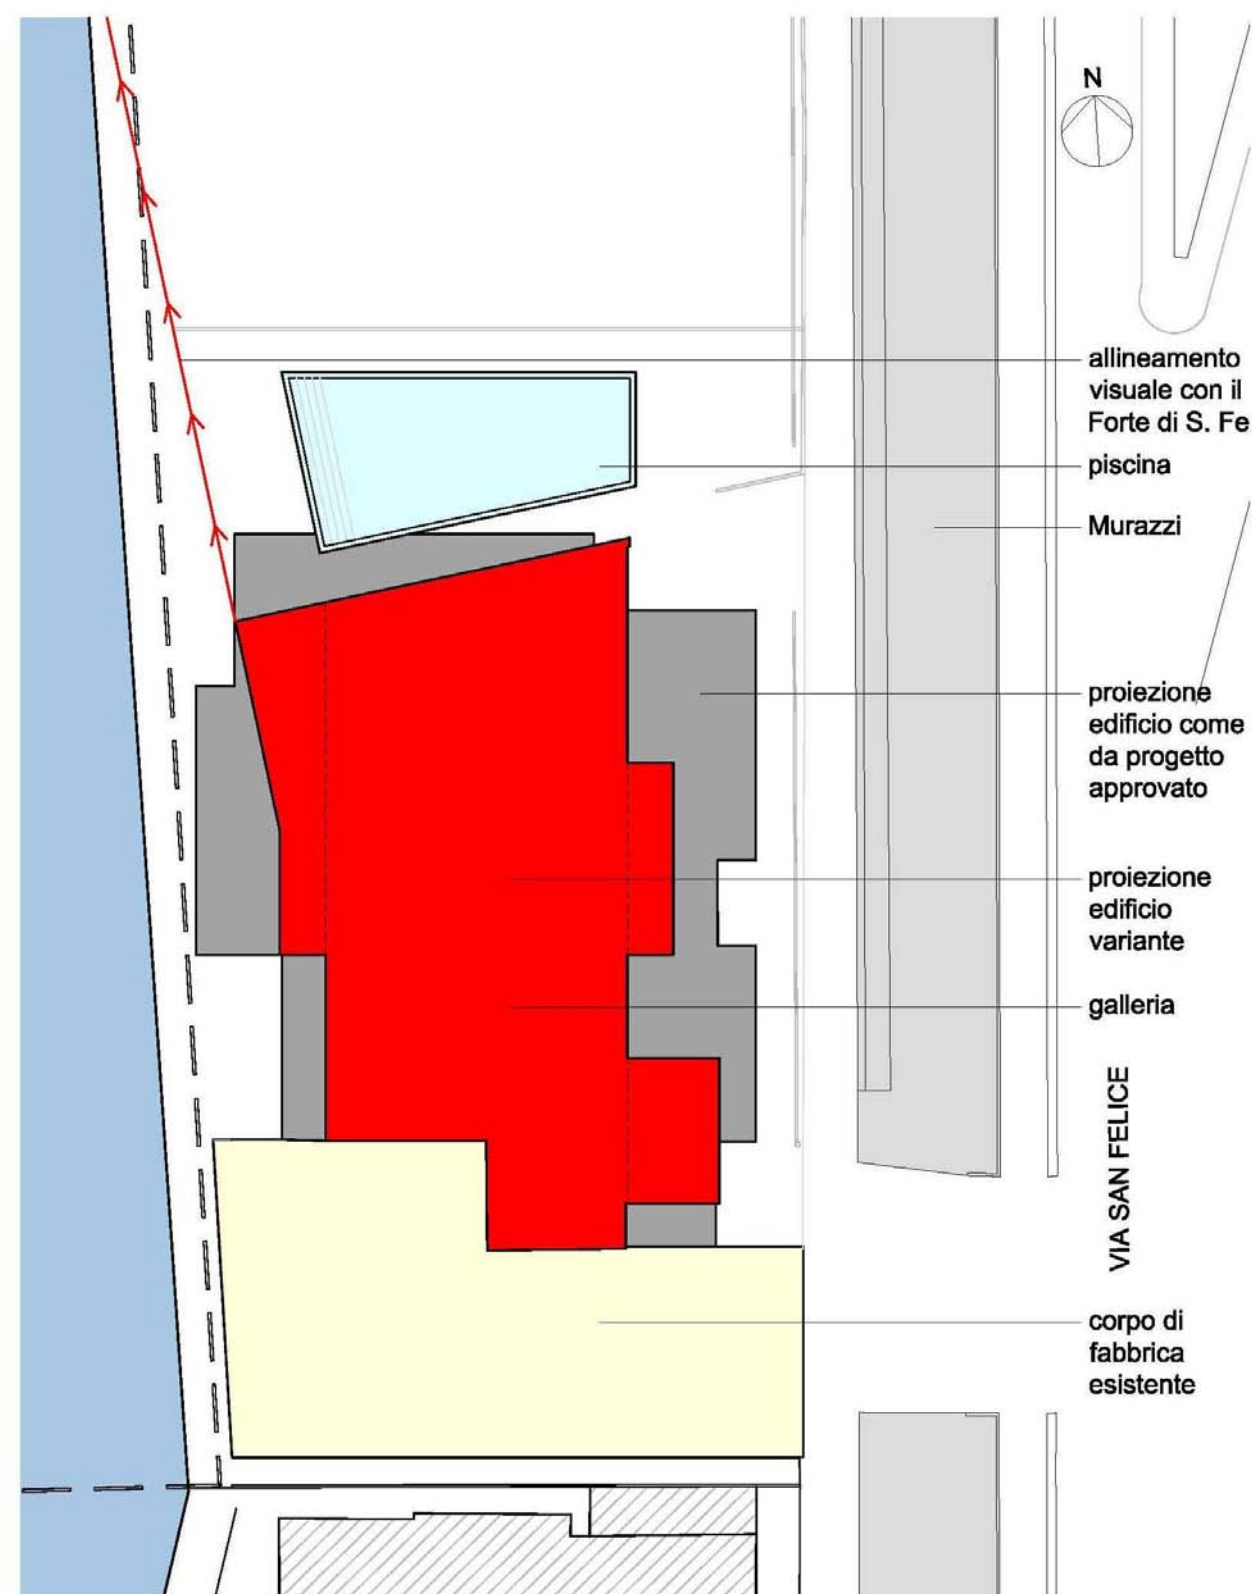 N
allineamento
visuale con il
Forte di S. Fe
piscina
Murazzi
proiezione
edificio come
da progetto
approvato
proiezione
edificio
variante
galleria
VIA SAN FELICE
corpo di
fabbrica
esistente